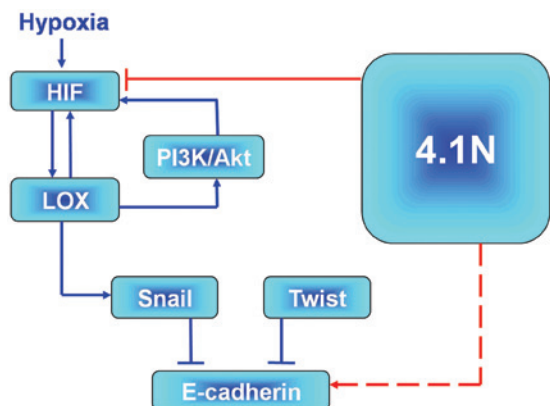 Hypoxia
HIF
4.1N
PI3K/Akt
LOX
Snail
Twist
E-cadherin